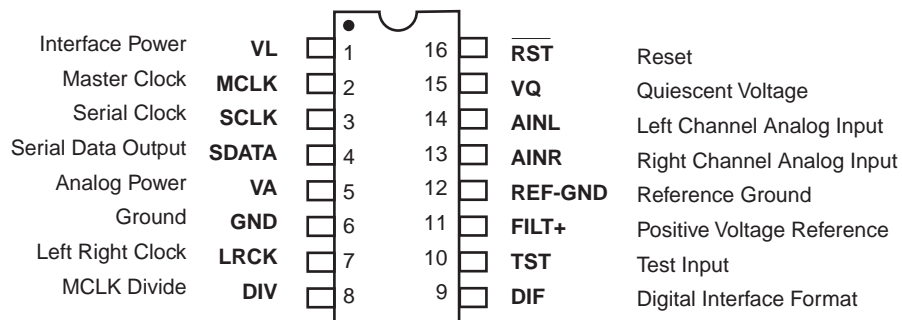 Interface Power VL 1 16 RST Reset
Master Clock MCLK 2 15 VQ Quiescent Voltage
Serial Clock SCLK 3 14 AINL Left Channel Analog Input
Serial Data Output SDATA 4 13 AINR Right Channel Analog Input
Analog Power VA 5 12 REF-GND Reference Ground
Ground GND 6 11 FILT+ Positive Voltage Reference
Left Right Clock LRCK 7 10 TST Test Input
MCLK Divide DIV 8 9 DIF Digital Interface Format